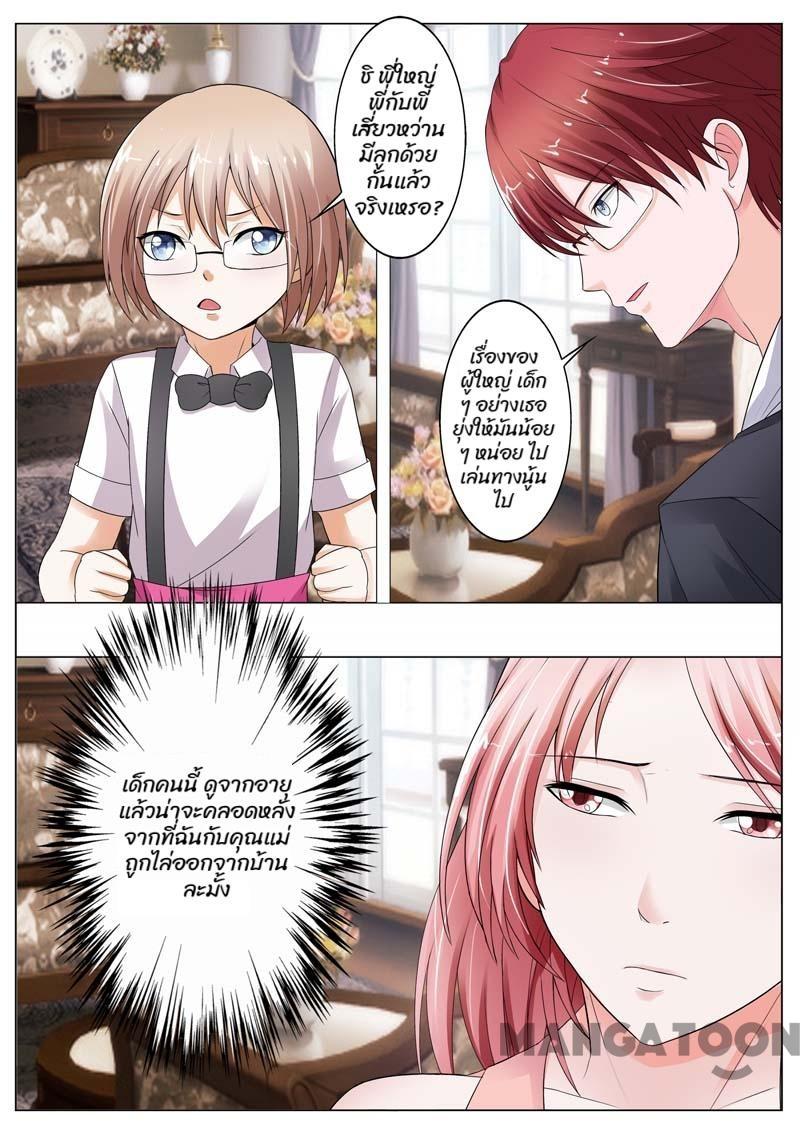 ชิ พี่ใหญ่
พี่กับพี่
เสี่ยวหว่าน
มีลูกด้วย
กันแล้ว
จริงเหรอ?
เรื่องของ
ผู้ใหญ่ เด็ก
ๆ อย่างเธอ
ยุ่งให้มันน้อย
ๆ หน่อย ไป
เล่นทางนู้น
ไป
เด็กคนนี้ ดูจากอายุ
แล้วน่าจะคลอดหลัง
จากที่ฉันกับคุณแม่
ถูกไล่ออกจากบ้าน
ละมั้ง
MANGATOON